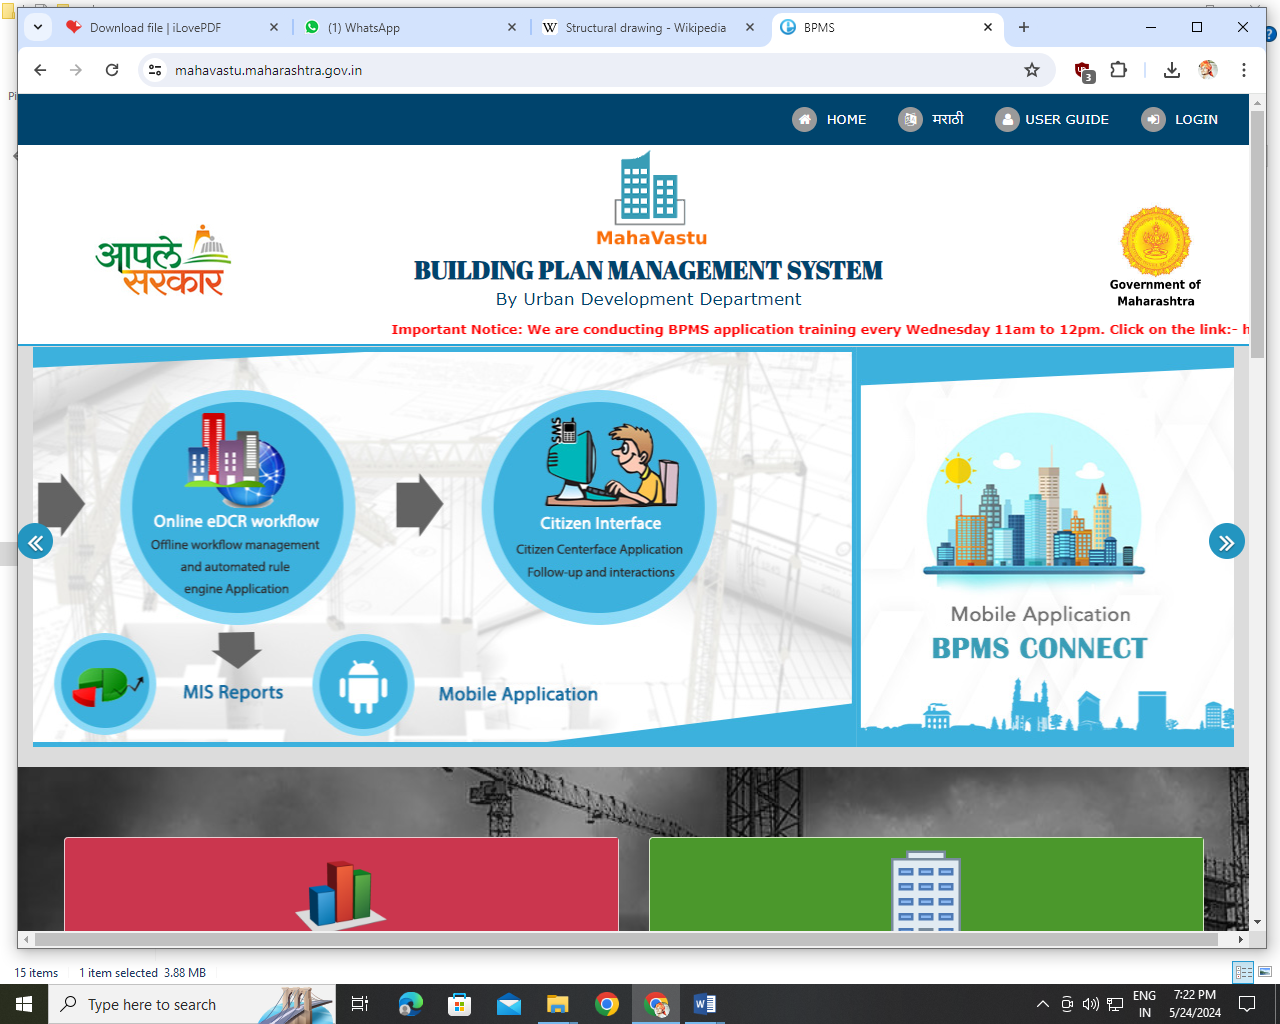 Download file | iLovePDF
(1) WhatsApp
Structural drawing - Wikipedia
BPMS
mahavastu.maharashtra.gov.in
3
HOME
मराठी
USER GUIDE
LOGIN
आपले
सरकार
MahaVastu
BUILDING PLAN MANAGEMENT SYSTEM
By Urban Development Department
Government of
Maharashtra
Important Notice: We are conducting BPMS application training every Wednesday 11am to 12pm. Click on the link:- h
Online eDCR workflow
Offline workflow management
and automated rule
engine Application
SMS
Citizen Interface
Citizen Centerface Application
Follow-up and interactions
MIS Reports
Mobile Application
Mobile Application
BPMS CONNECT
15 items
1 item selected 3.88 MB
Type here to search
ENG
IN
7:22 PM
5/24/2024